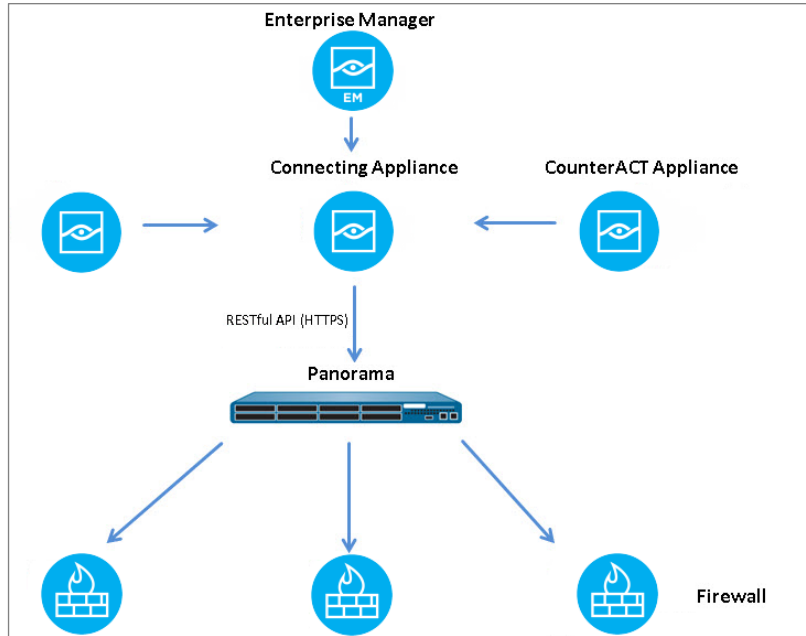 Enterprise Manager
EM
Connecting Appliance
CounterACT Appliance
RESTful API (HTTPS)
Panorama
Firewall